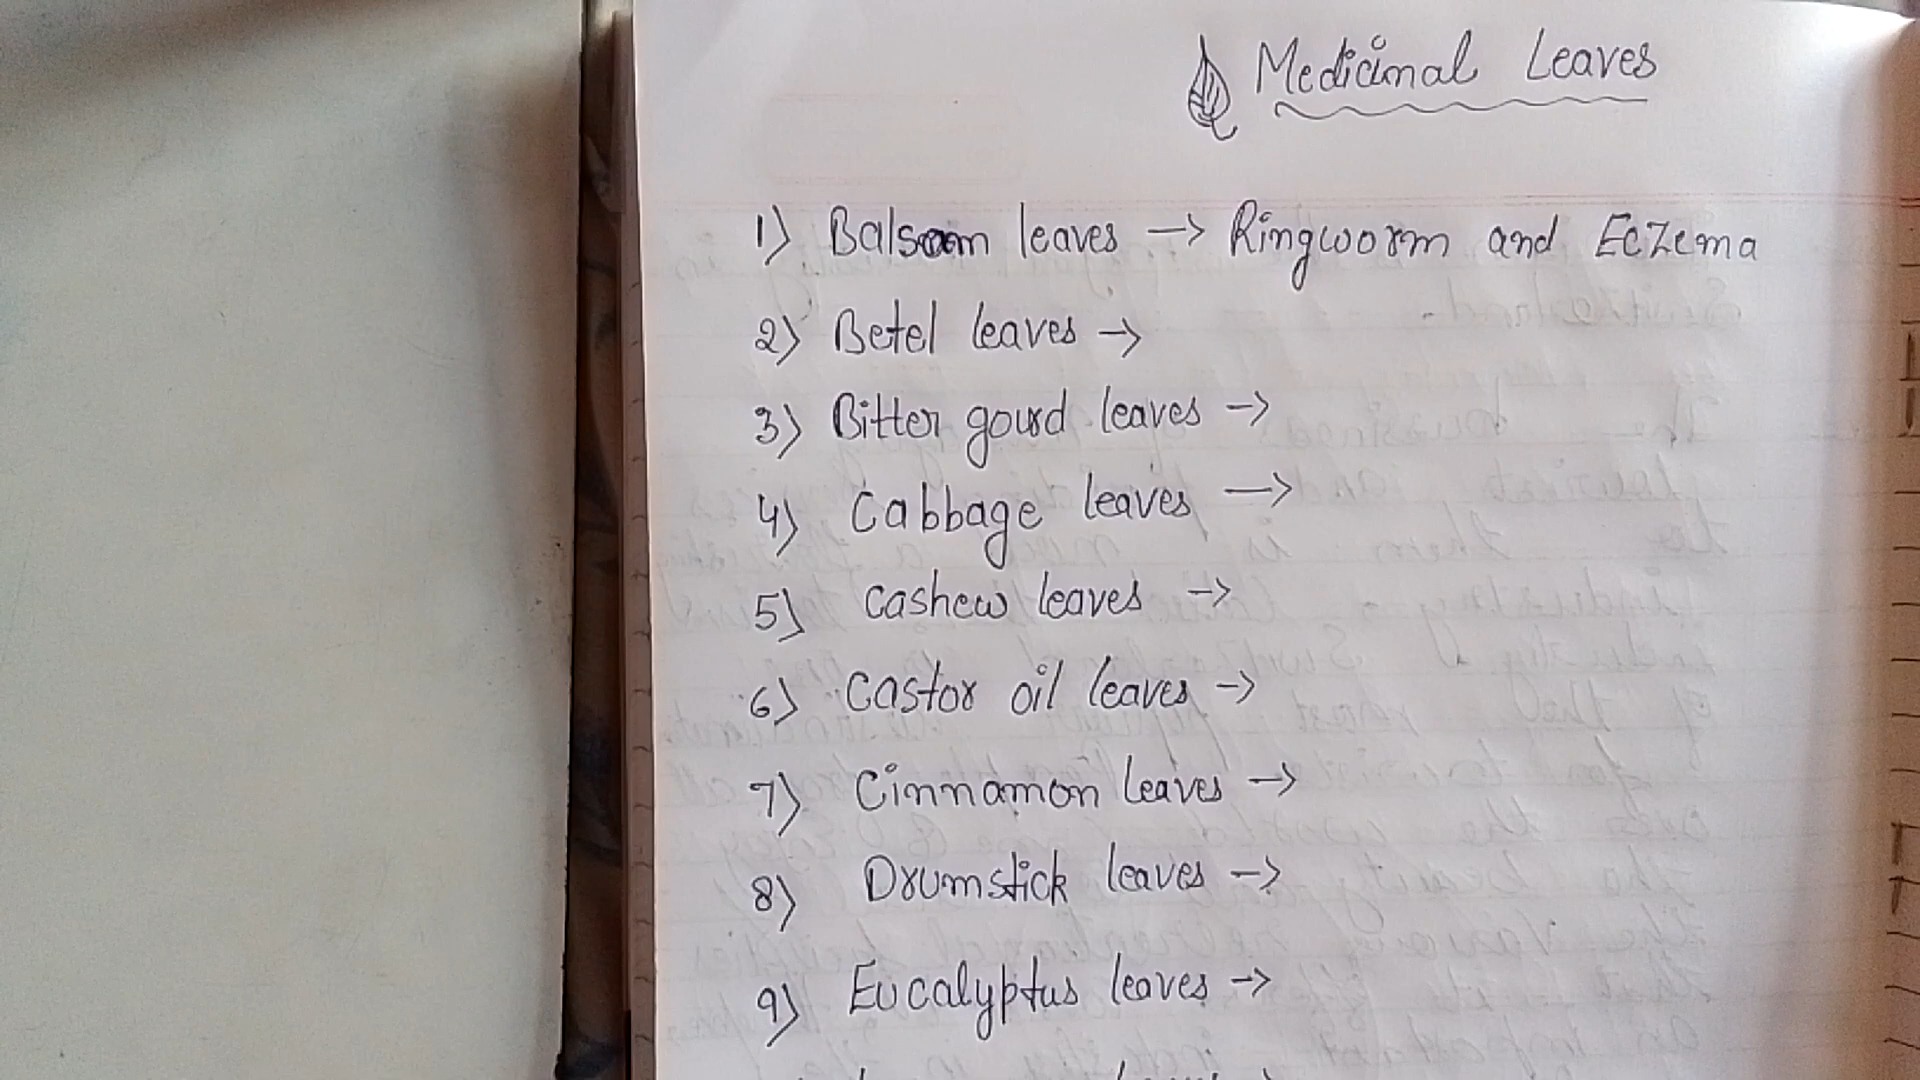 Medicinal Leaves
1) Balsam leaves → Ringworm and Eczema
2) Betel leaves →
3) Bitter gourd leaves →
4) Cabbage leaves →
5) Cashew leaves →
6) Castor oil leaves →
7) Cinnamon leaves →
8) Drumstick leaves →
9) Eucalyptus leaves →